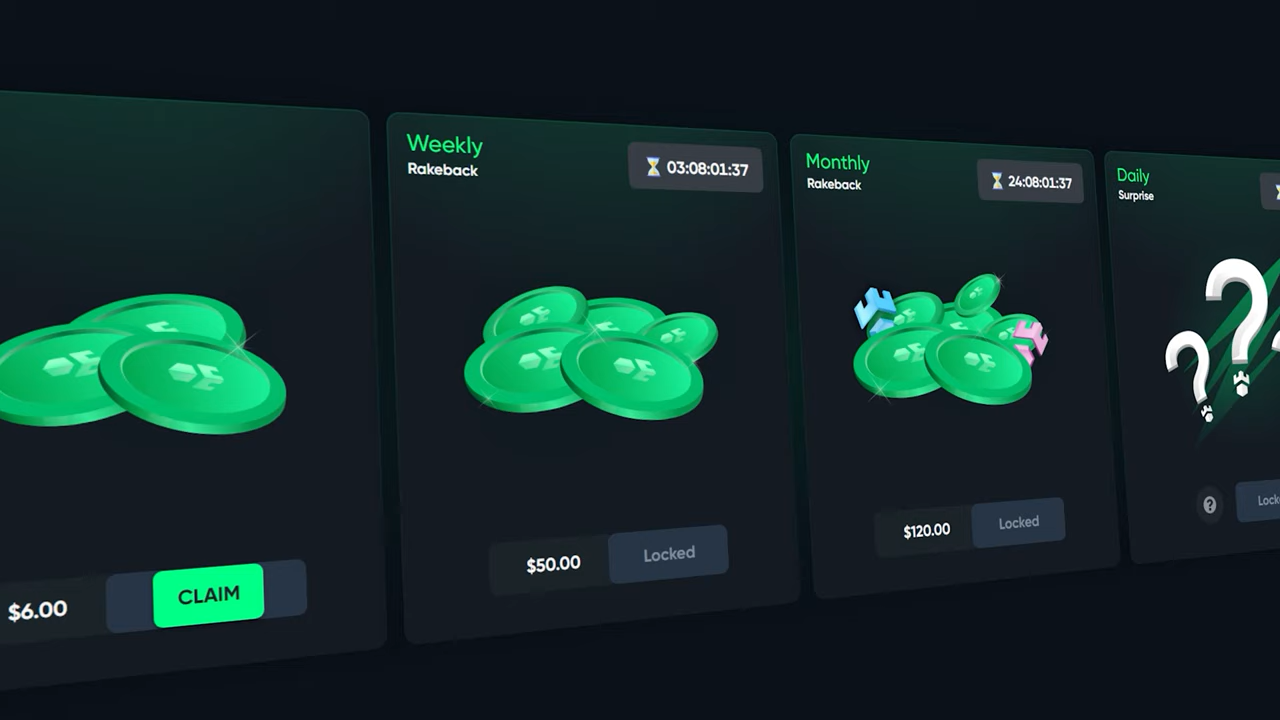 $6.00
CLAIM
Weekly
Rakeback
03:08:01:37
$50.00
Locked
Monthly
Rakeback
24:08:01:37
$120.00
Locked
Daily
Surprise
?